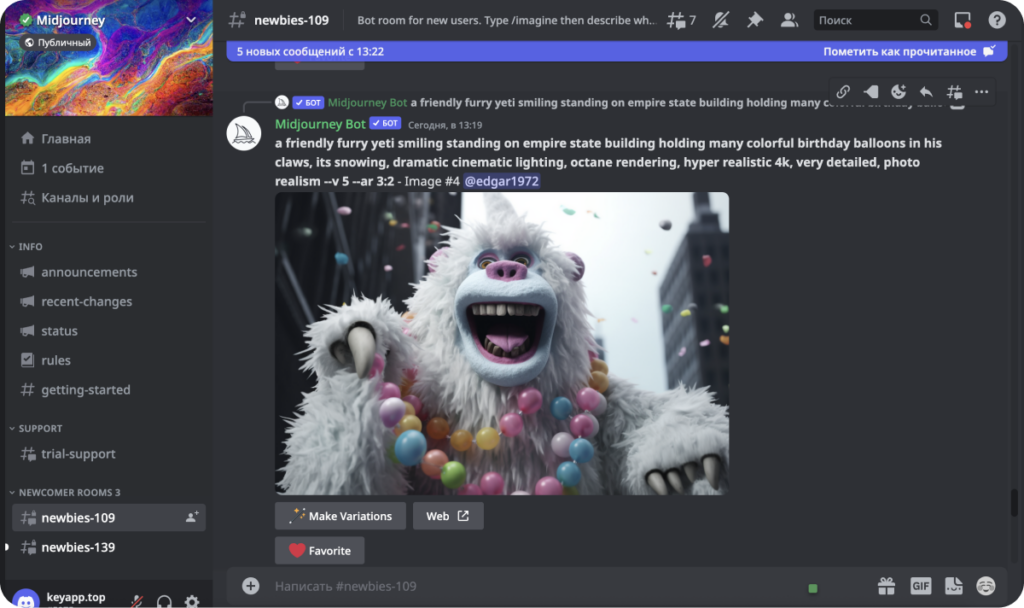 Midjourney
Публичный
Главная
1 событие
Каналы и роли
INFO
announcements
recent-changes
status
rules
getting-started
SUPPORT
trial-support
NEWCOMER ROOMS 3
newbies-109
newbies-139
keyapp.top
newbies-109
Bot room for new users. Type /imagine then describe wh...
7
Поиск
5 новых сообщений с 13:22
Пометить как прочитанное
БОТ Midjourney Bot a friendly furry yeti smiling standing on empire state building holding many colorful birthday
Midjourney Bot БОТ Сегодня, в 13:19
a friendly furry yeti smiling standing on empire state building holding many colorful birthday balloons in his
claws, its snowing, dramatic cinematic lighting, octane rendering, hyper realistic 4k, very detailed, photo
realism --v 5 --ar 3:2 - Image #4 @edgar1972
Make Variations
Web
Favorite
Написать #newbies-109
GIF